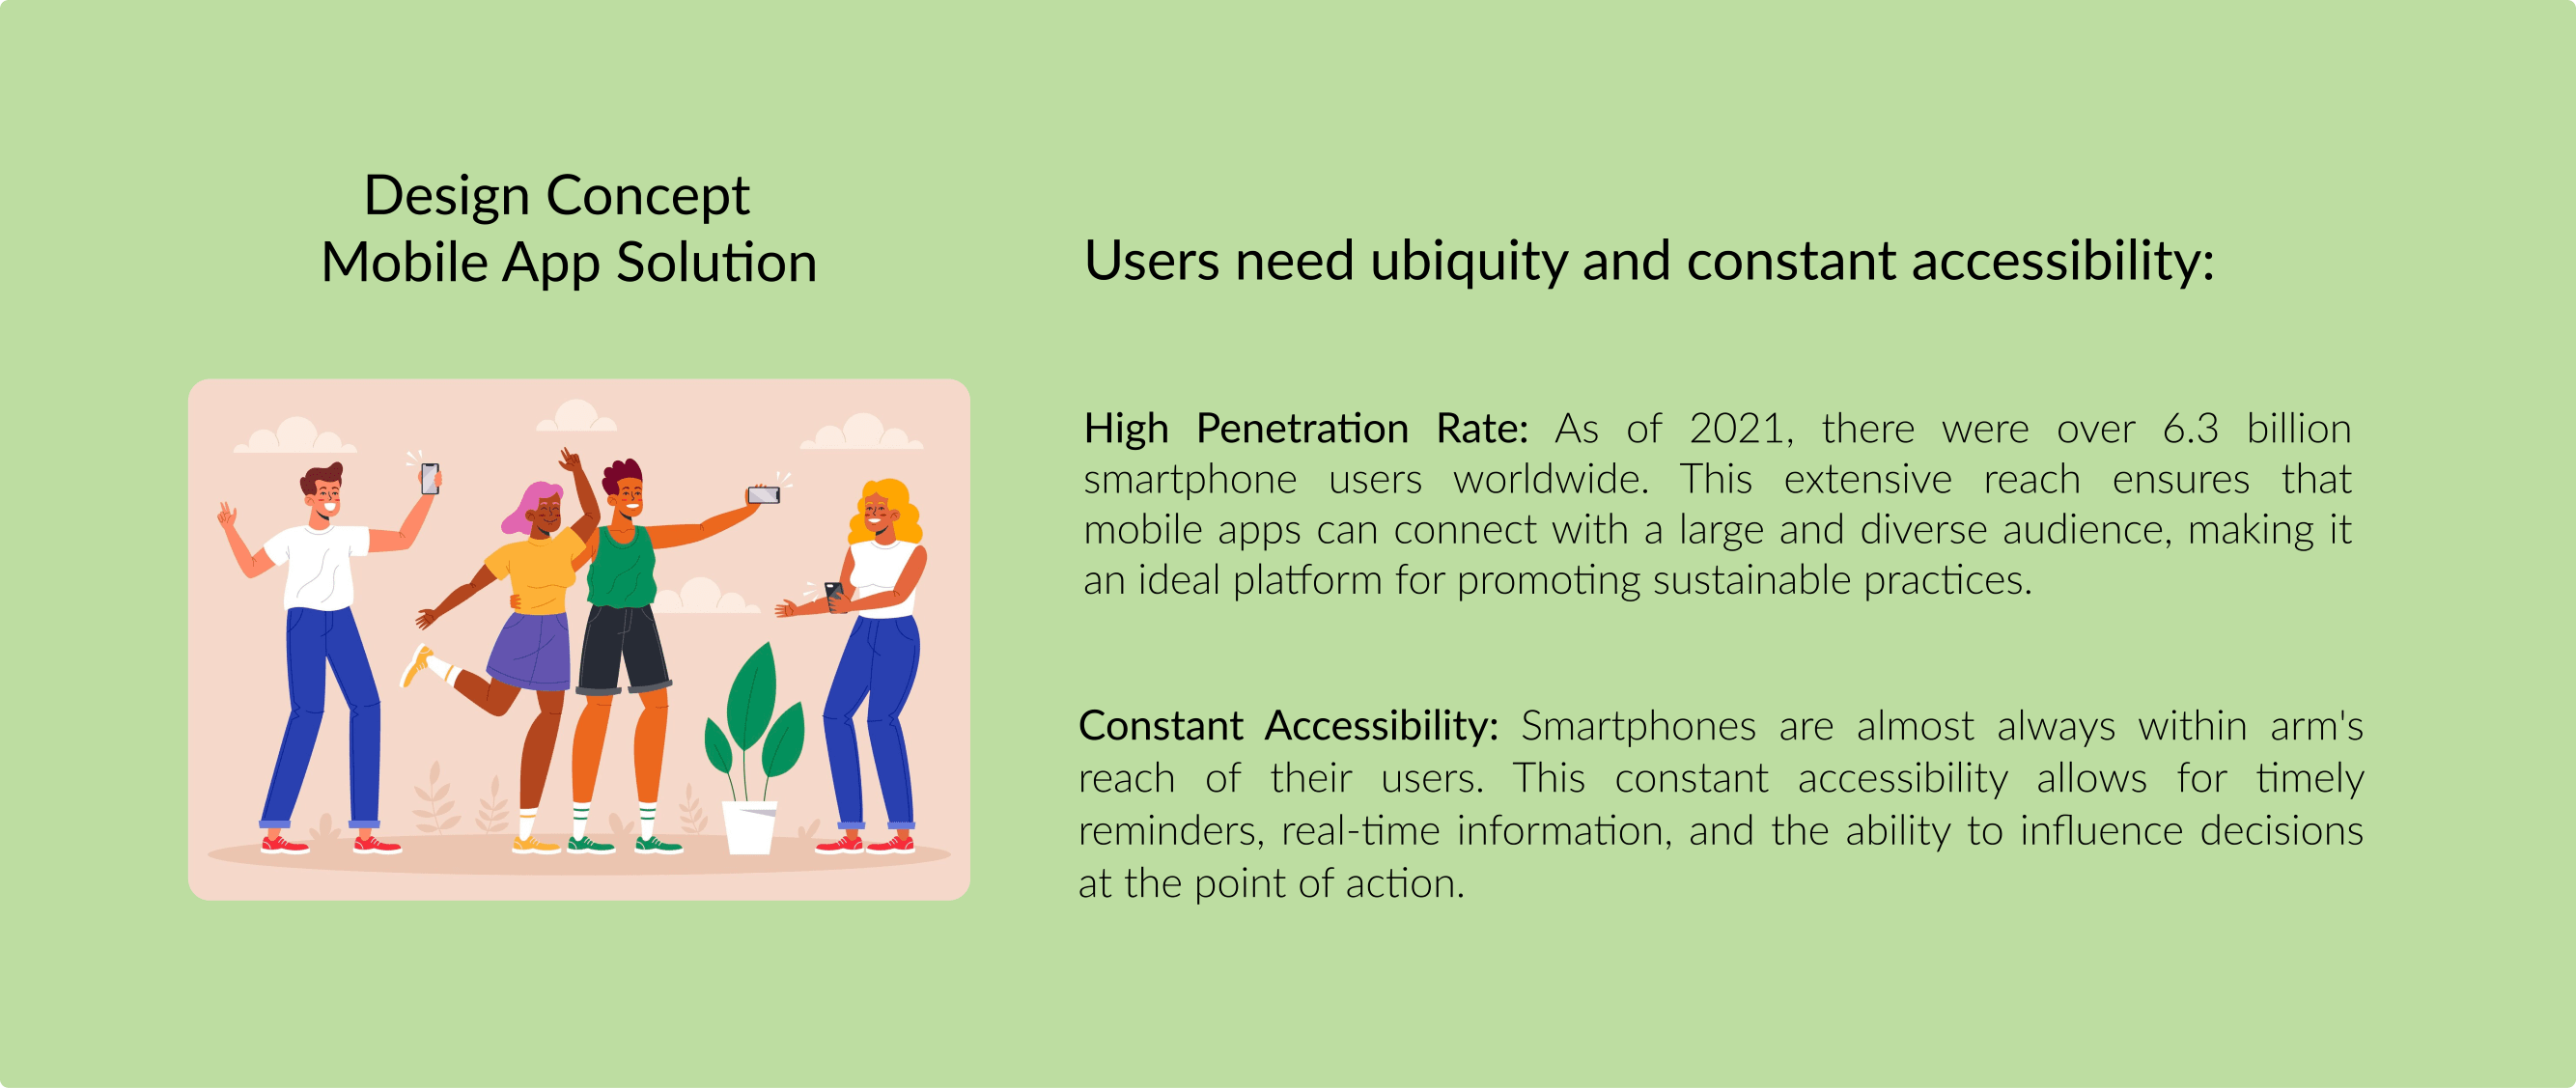 Design Concept
Mobile App Solution
Users need ubiquity and constant accessibility:
High Penetration Rate: As of 2021, there were over 6.3 billion
smartphone users worldwide. This extensive reach ensures that
mobile apps can connect with a large and diverse audience, making it
an ideal platform for promoting sustainable practices.
Constant Accessibility: Smartphones are almost always within arm's
reach of their users. This constant accessibility allows for timely
reminders, real-time information, and the ability to influence decisions
at the point of action.